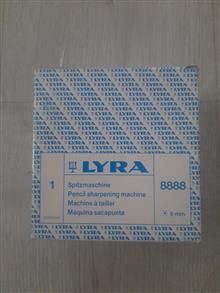 LYRA
1
Spitzmaschine
Pencil sharpening machine
Machine à tailler
Máquina sacapunta
8888
8 mm